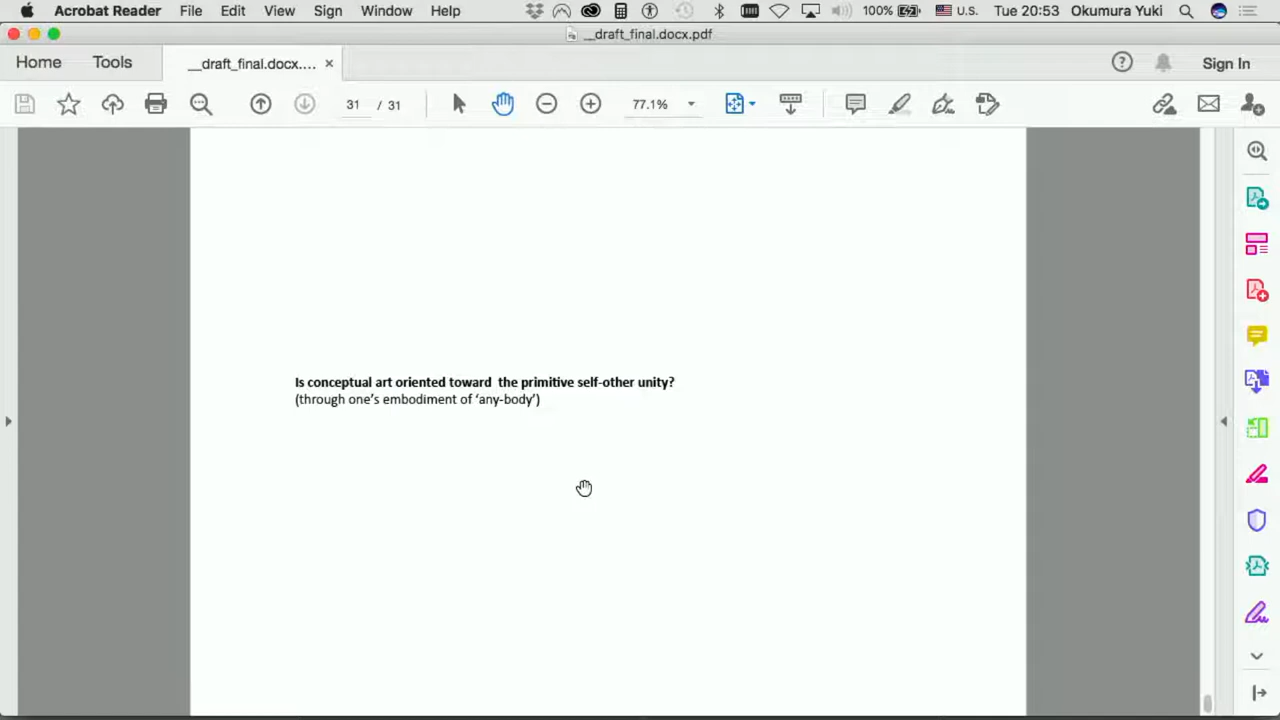 Acrobat Reader File Edit View Sign Window Help 100% U.S. Tue 20:53 Okumura Yuki
__draft_final.docx.pdf
Home Tools __draft_final.docx.... × Sign In
31 / 31 77.1%
Is conceptual art oriented toward  the primitive self-other unity?
(through one’s embodiment of ‘any-body’)